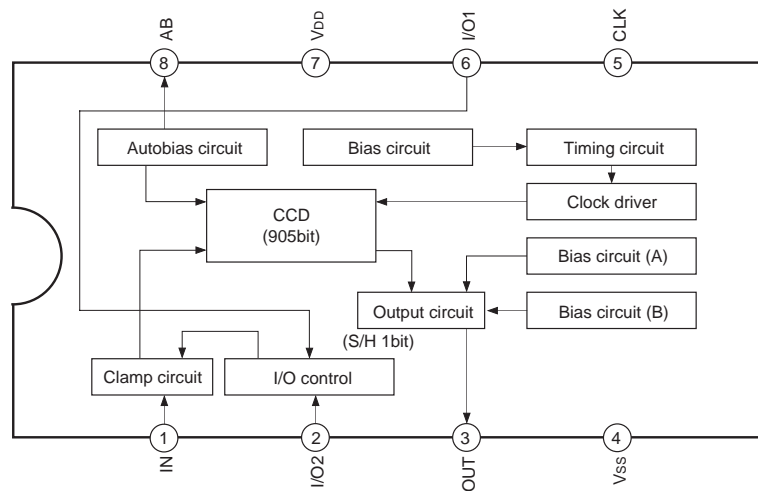 AB
VDD
I/O1
CLK
8
7
6
5
Autobias circuit
Bias circuit
Timing circuit
CCD
(905bit)
Clock driver
Bias circuit (A)
Output circuit
Bias circuit (B)
(S/H 1bit)
Clamp circuit
I/O control
1
2
3
4
IN
I/O2
OUT
VSS